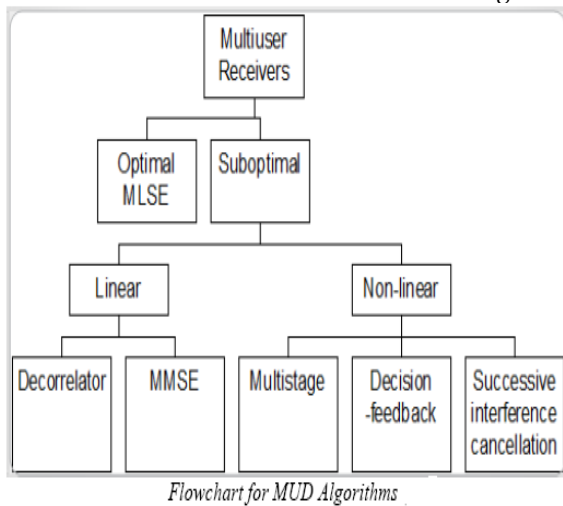 Multiuser
Receivers
Optimal
MLSE
Suboptimal
Linear
Non-linear
Decorrelator
MMSE
Multistage
Decision
-feedback
Successive
interference
cancellation
Flowchart for MUD Algorithms